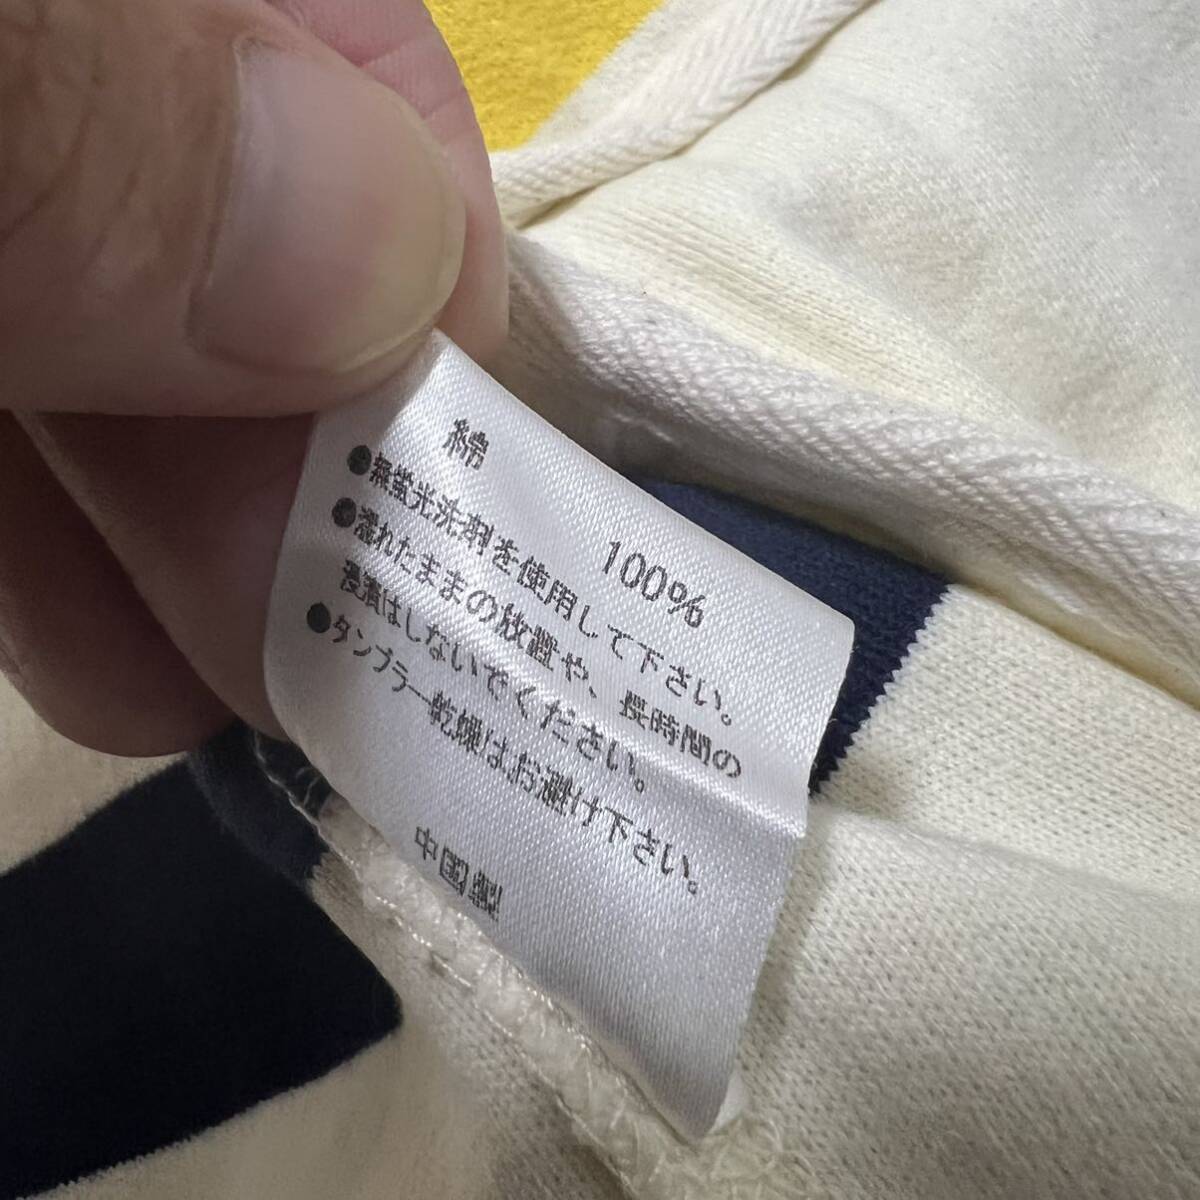 綿 100%
●無蛍光洗剤を使用して下さい。
●濡れたままの放置や、長時間の
浸漬はしないでください。
●タンブラー乾燥はお避け下さい。
中国製